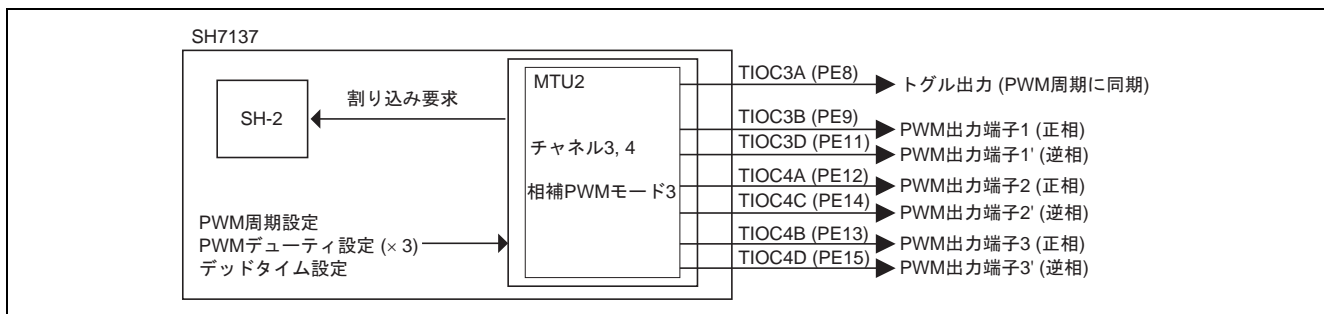 SH7137
SH-2
割り込み要求
MTU2
チャネル3, 4
相補PWMモード3
PWM周期設定
PWMデューティ設定 (× 3)
デッドタイム設定
TIOC3A (PE8)
トグル出力 (PWM周期に同期)
TIOC3B (PE9)
PWM出力端子1 (正相)
TIOC3D (PE11)
PWM出力端子1' (逆相)
TIOC4A (PE12)
PWM出力端子2 (正相)
TIOC4C (PE14)
PWM出力端子2' (逆相)
TIOC4B (PE13)
PWM出力端子3 (正相)
TIOC4D (PE15)
PWM出力端子3' (逆相)